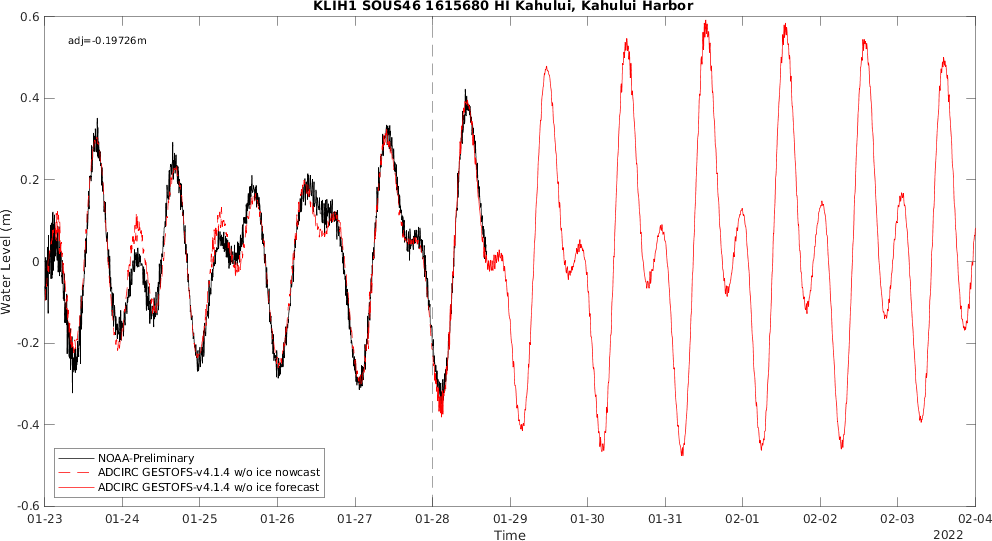 KLIH1 SOUS46 1615680 HI Kahului, Kahului Harbor
adj=-0.19726m
0.6
0.4
0.2
0
-0.2
-0.4
-0.6
Water Level (m)
NOAA-Preliminary
ADCIRC GESTOFS-v4.1.4 w/o ice nowcast
ADCIRC GESTOFS-v4.1.4 w/o ice forecast
01-23 01-24 01-25 01-26 01-27 01-28 01-29 01-30 01-31 02-01 02-02 02-03 02-04
Time
2022